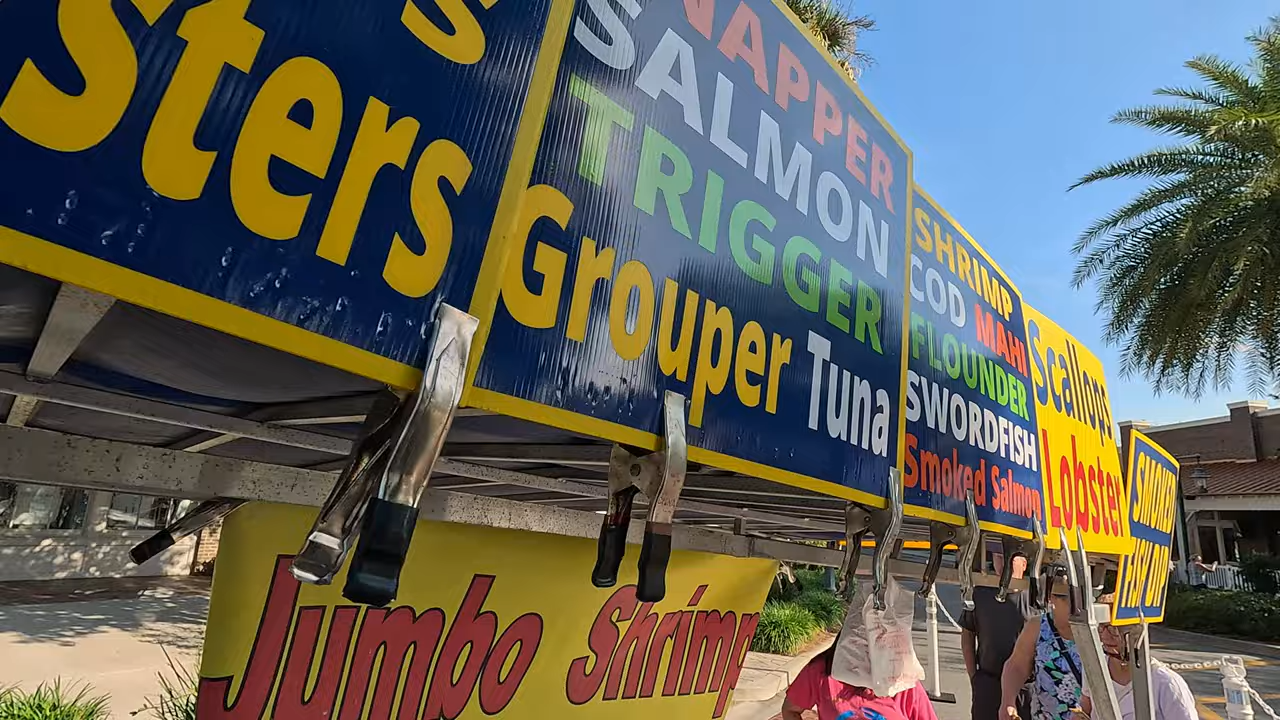 sters
NAPPER
SALMON
TRIGGER
Grouper Tuna
SHRIMP
COD MAHI
FLOUNDER
SWORDFISH
Smoked Salmon
Scallops
Lobster
SMOKED
FISH DIP
Jumbo Shrimp